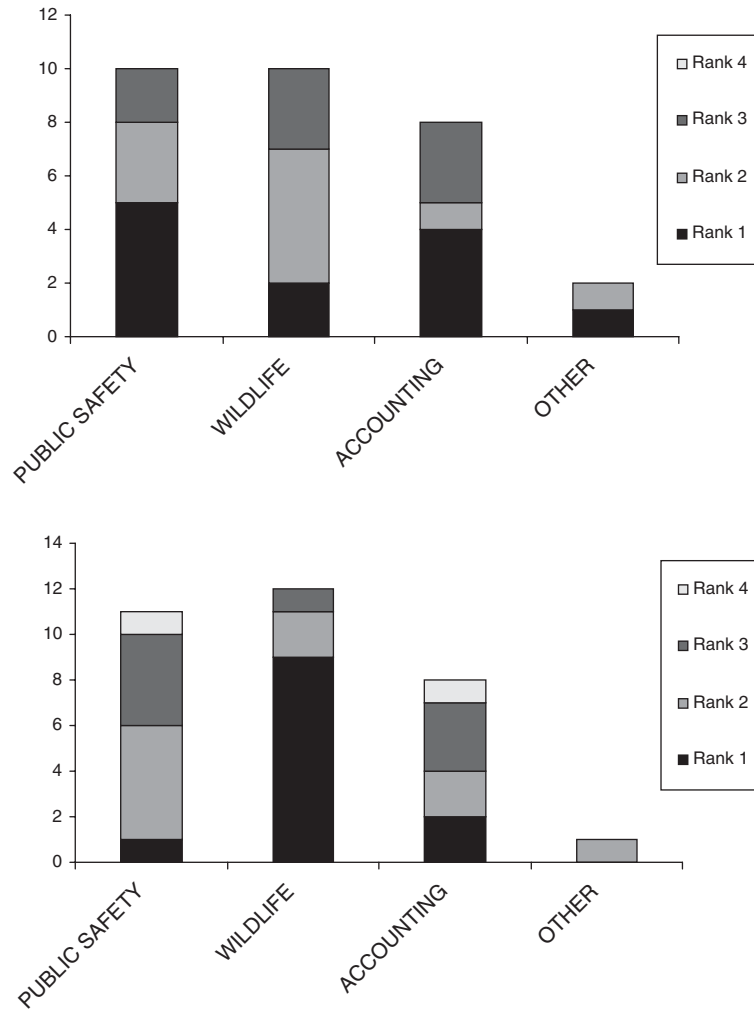 12
10
8
6
4
2
0
PUBLIC SAFETY
WILDLIFE
ACCOUNTING
OTHER
Rank 4
Rank 3
Rank 2
Rank 1
14
12
10
8
6
4
2
0
PUBLIC SAFETY
WILDLIFE
ACCOUNTING
OTHER
Rank 4
Rank 3
Rank 2
Rank 1